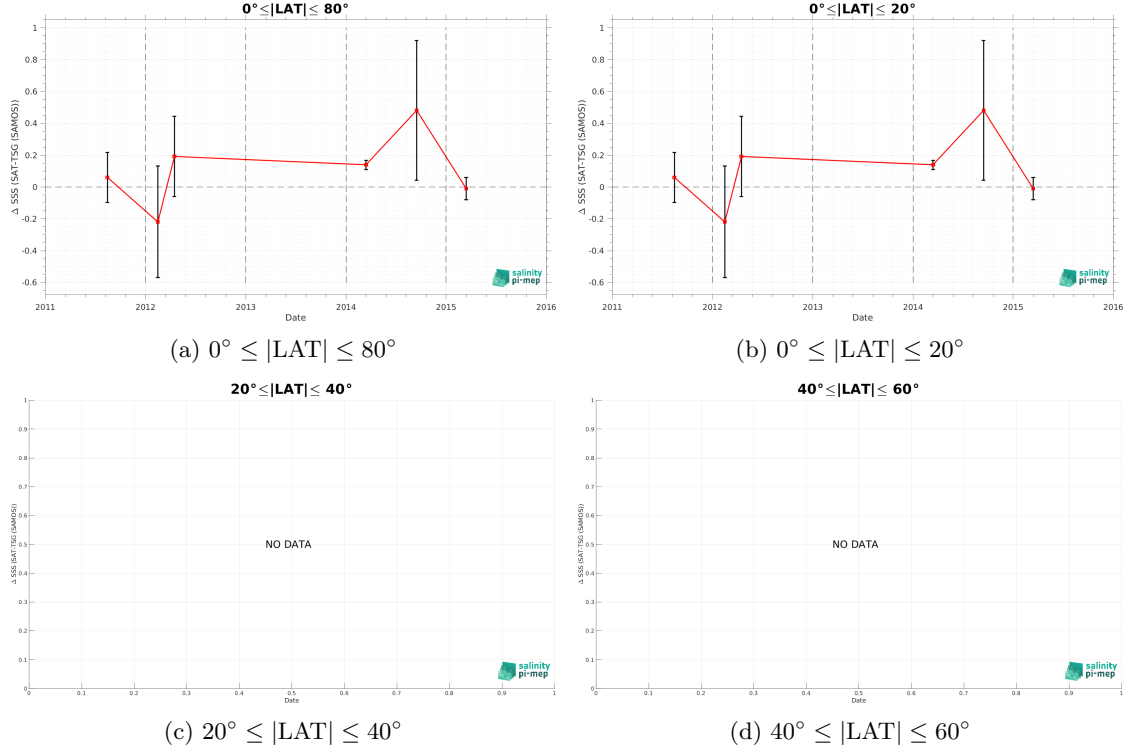 0°≤|LAT|≤ 80°
Δ SSS (SAT-TSG (SAMOS))
1
0.8
0.6
0.4
0.2
0
-0.2
-0.4
-0.6
2011 2012 2013 2014 2015 2016
Date
salinity
pi-mep
(a) 0° ≤ |LAT| ≤ 80°
0°≤|LAT|≤ 20°
Δ SSS (SAT-TSG (SAMOS))
1
0.8
0.6
0.4
0.2
0
-0.2
-0.4
-0.6
2011 2012 2013 2014 2015 2016
Date
salinity
pi-mep
(b) 0° ≤ |LAT| ≤ 20°
20°≤|LAT|≤ 40°
Δ SSS (SAT-TSG (SAMOS))
1
0.9
0.8
0.7
0.6
0.5
0.4
0.3
0.2
0.1
0
NO DATA
0 0.1 0.2 0.3 0.4 0.5 0.6 0.7 0.8 0.9 1
Date
salinity
pi-mep
(c) 20° ≤ |LAT| ≤ 40°
40°≤|LAT|≤ 60°
Δ SSS (SAT-TSG (SAMOS))
1
0.9
0.8
0.7
0.6
0.5
0.4
0.3
0.2
0.1
0
NO DATA
0 0.1 0.2 0.3 0.4 0.5 0.6 0.7 0.8 0.9 1
Date
salinity
pi-mep
(d) 40° ≤ |LAT| ≤ 60°